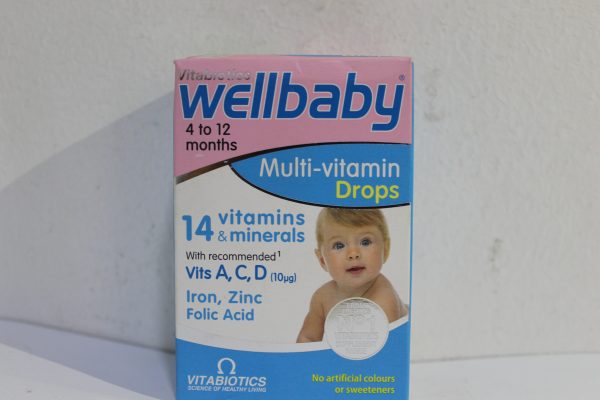 Vitabiotics
wellbaby®
4 to 12
months
Multi-vitamin
Drops
14 vitamins
& minerals
With recommended¹
Vits A, C, D (10µg)
Iron, Zinc
Folic Acid
VITABIOTICS
SCIENCE OF HEALTHY LIVING
No artificial colours
or sweeteners